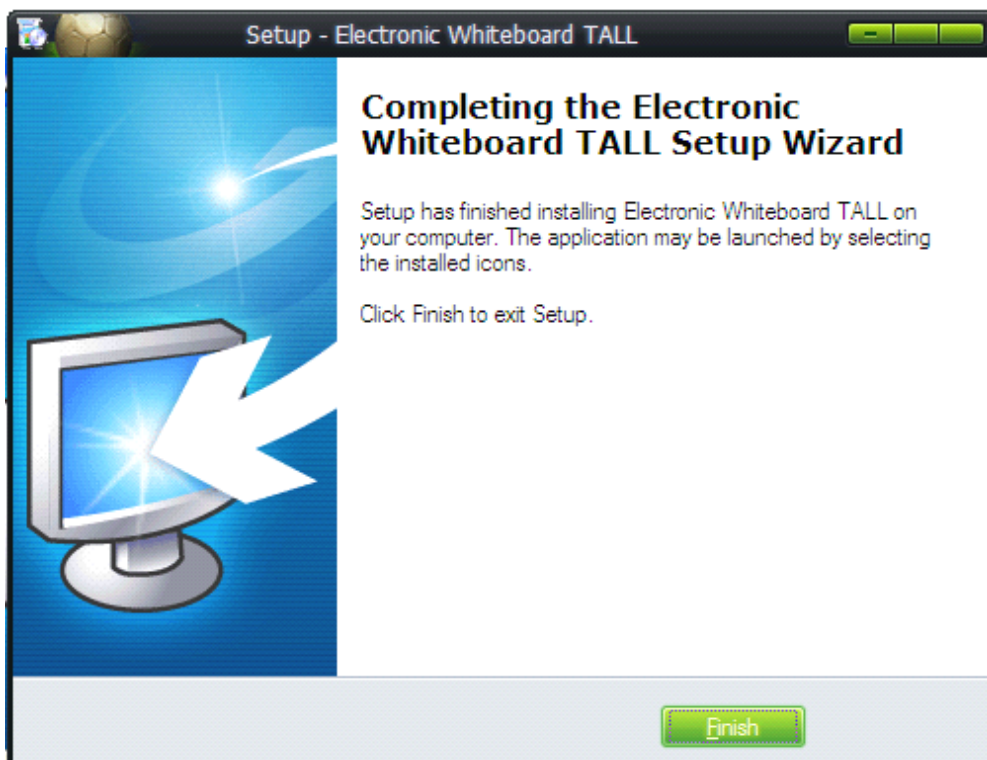 Setup - Electronic Whiteboard TALL
Completing the Electronic
Whiteboard TALL Setup Wizard
Setup has finished installing Electronic Whiteboard TALL on
your computer. The application may be launched by selecting
the installed icons.
Click Finish to exit Setup.
Finish